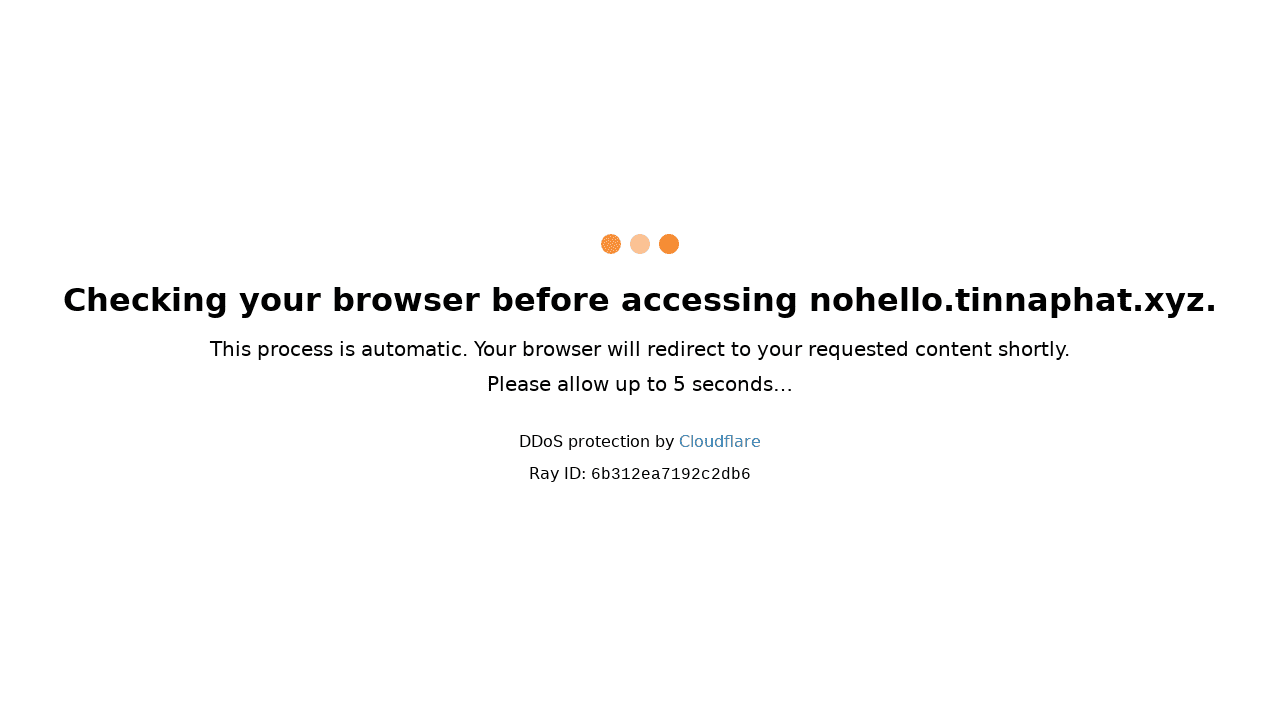 Checking your browser before accessing nohello.tinnaphat.xyz.
This process is automatic. Your browser will redirect to your requested content shortly.
Please allow up to 5 seconds…
DDoS protection by Cloudflare
Ray ID: 6b312ea7192c2db6